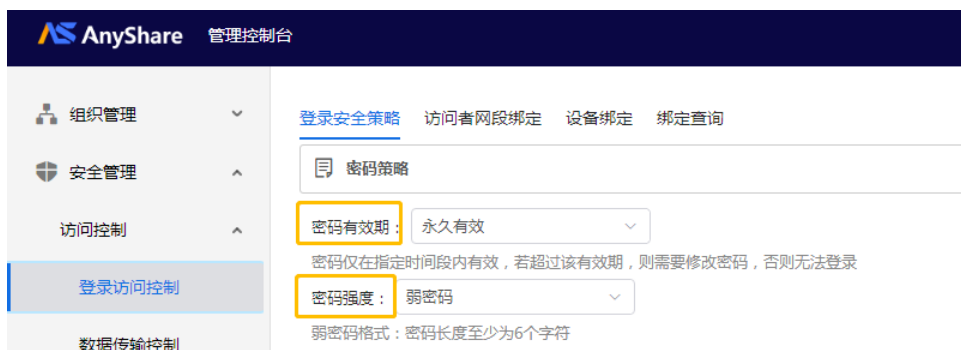 AnyShare 管理控制台
组织管理
安全管理
访问控制
登录访问控制
数据传输控制
登录安全策略 访问者网段绑定 设备绑定 绑定查询
密码策略
密码有效期： 永久有效
密码仅在指定时间段内有效，若超过该有效期，则需要修改密码，否则无法登录
密码强度： 弱密码
弱密码格式：密码长度至少为6个字符